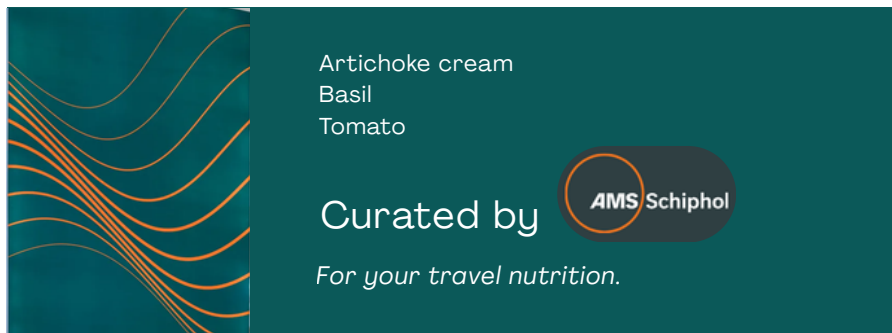 Artichoke cream
Basil
Tomato
Curated by AMS Schiphol
For your travel nutrition.